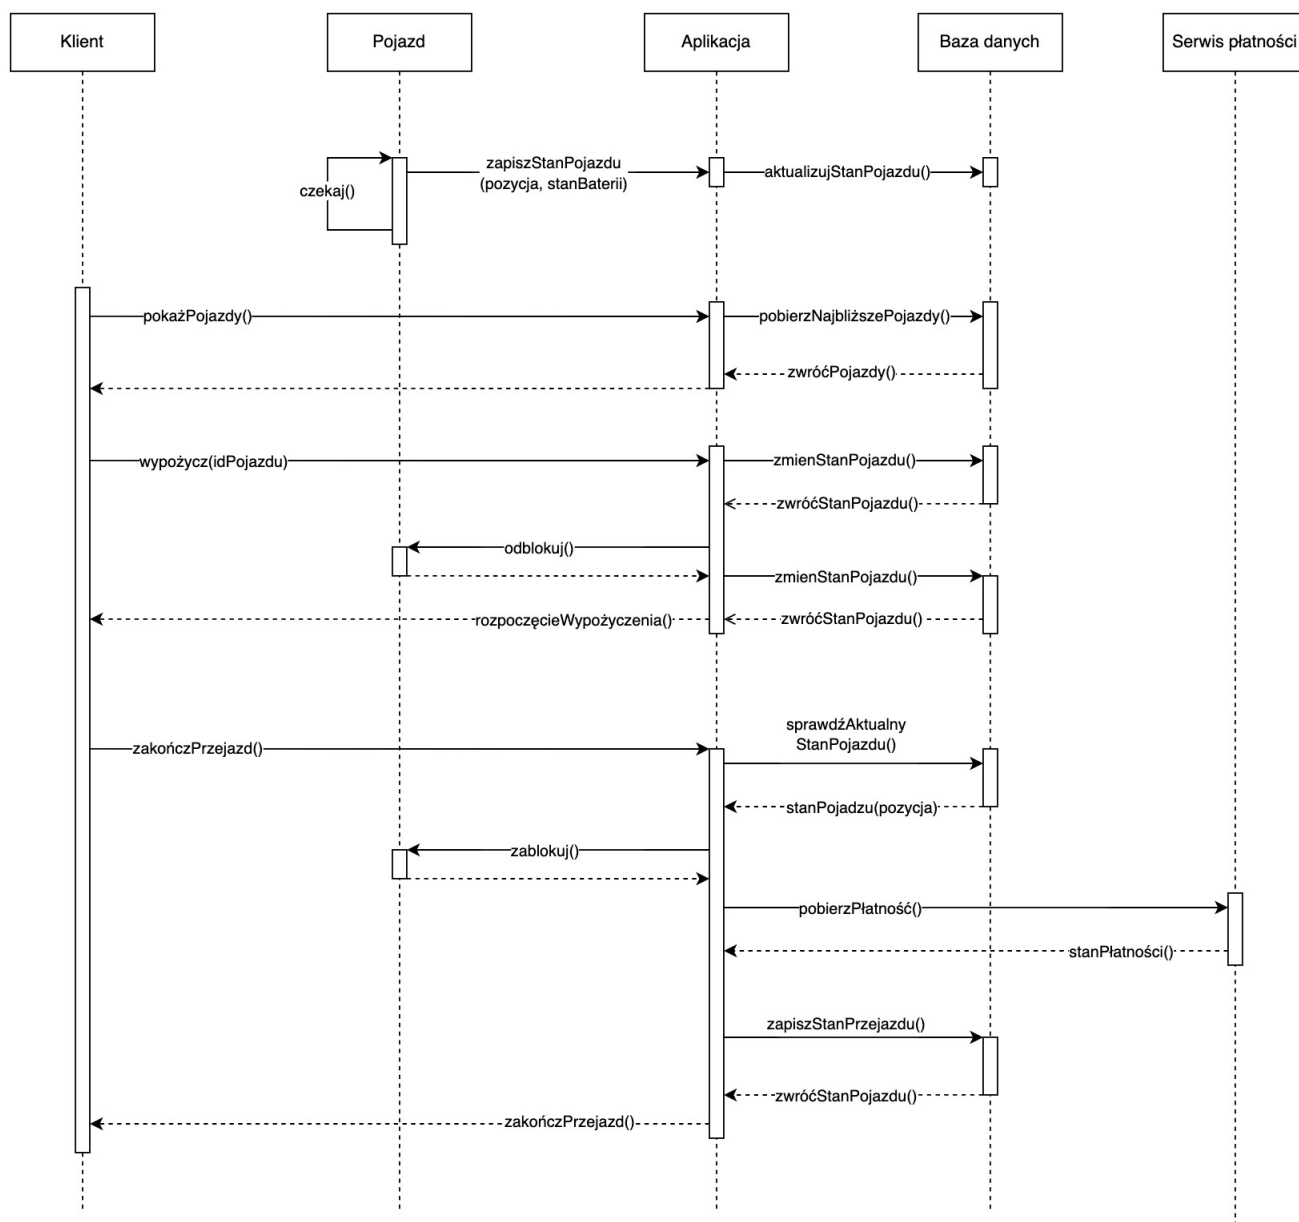 Klient
Pojazd
Aplikacja
Baza danych
Serwis płatności
zapiszStanPojazdu
(pozycja, stanBaterii)
aktualizujStanPojazdu()
czekaj()
pokażPojazdy()
pobierzNajbliższePojazdy()
zwróćPojazdy()
wypożycz(idPojazdu)
zmienStanPojazdu()
zwróćStanPojazdu()
odblokuj()
zmienStanPojazdu()
rozpoczęcieWypożyczenia()
zwróćStanPojazdu()
sprawdźAktualny
StanPojazdu()
zakończPrzejazd()
stanPojadzu(pozycja)
zablokuj()
pobierzPłatność()
stanPłatności()
zapiszStanPrzejazdu()
zwróćStanPojazdu()
zakończPrzejazd()